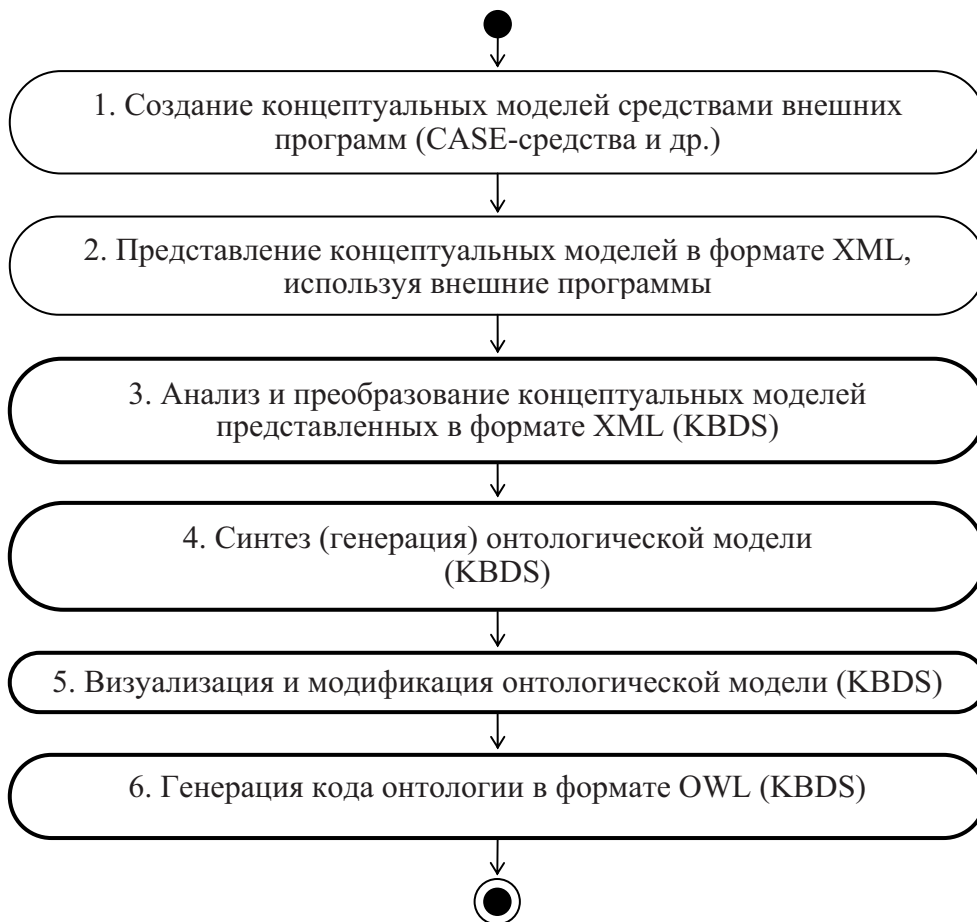 1. Создание концептуальных моделей средствами внешних
программ (CASE-средства и др.)
2. Представление концептуальных моделей в формате XML,
используя внешние программы
3. Анализ и преобразование концептуальных моделей
представленных в формате XML (KBDS)
4. Синтез (генерация) онтологической модели
(KBDS)
5. Визуализация и модификация онтологической модели (KBDS)
6. Генерация кода онтологии в формате OWL (KBDS)